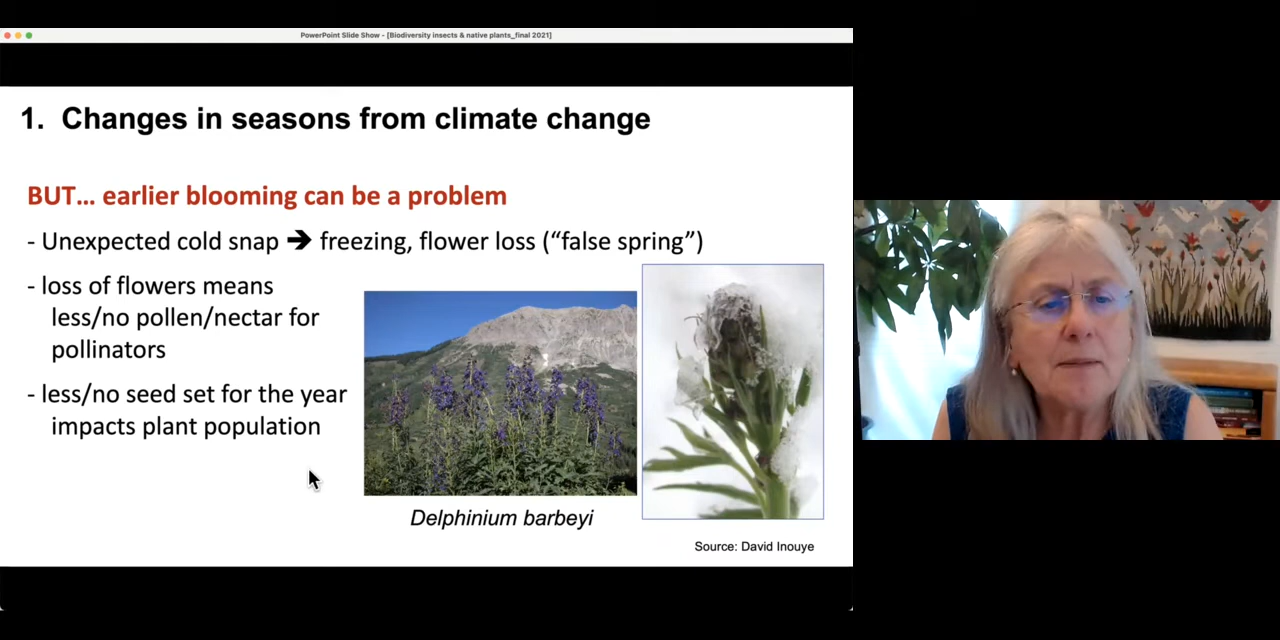 PowerPoint Slide Show - [Biodiversity insects & native plants_final 2021]
1. Changes in seasons from climate change
BUT... earlier blooming can be a problem
- Unexpected cold snap ➔ freezing, flower loss (“false spring”)
- loss of flowers means
less/no pollen/nectar for
pollinators
- less/no seed set for the year
impacts plant population
Delphinium barbeyi
Source: David Inouye